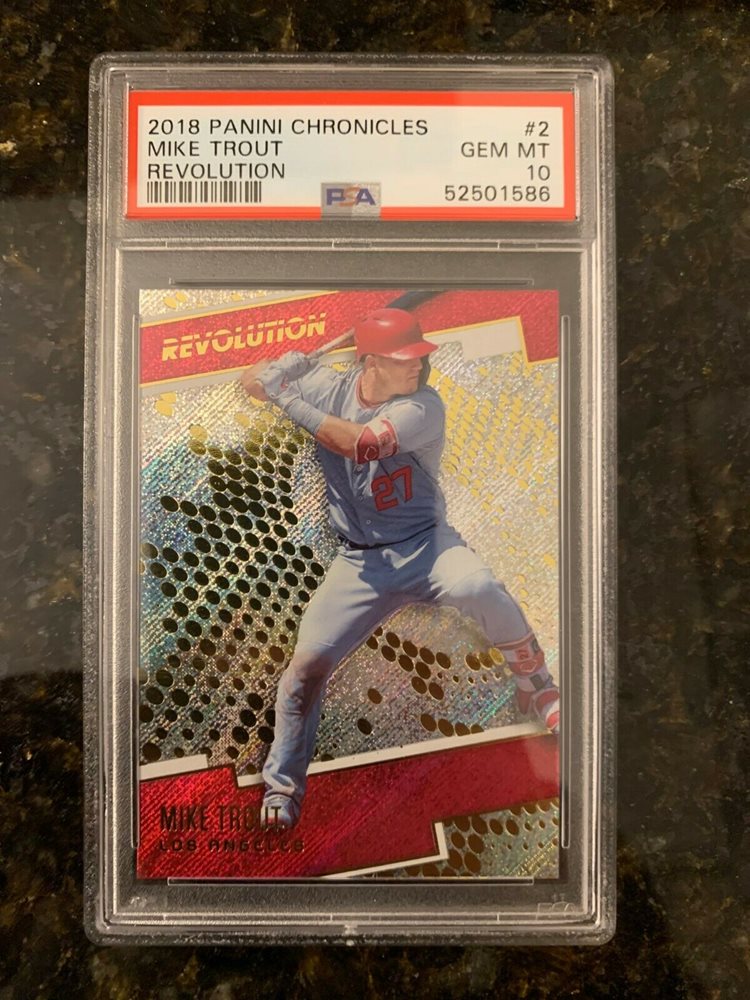 2018 PANINI CHRONICLES #2
MIKE TROUT GEM MT
REVOLUTION 10
PSA 52501586
REVOLUTION
27
MIKE TROUT
LOS ANGELES